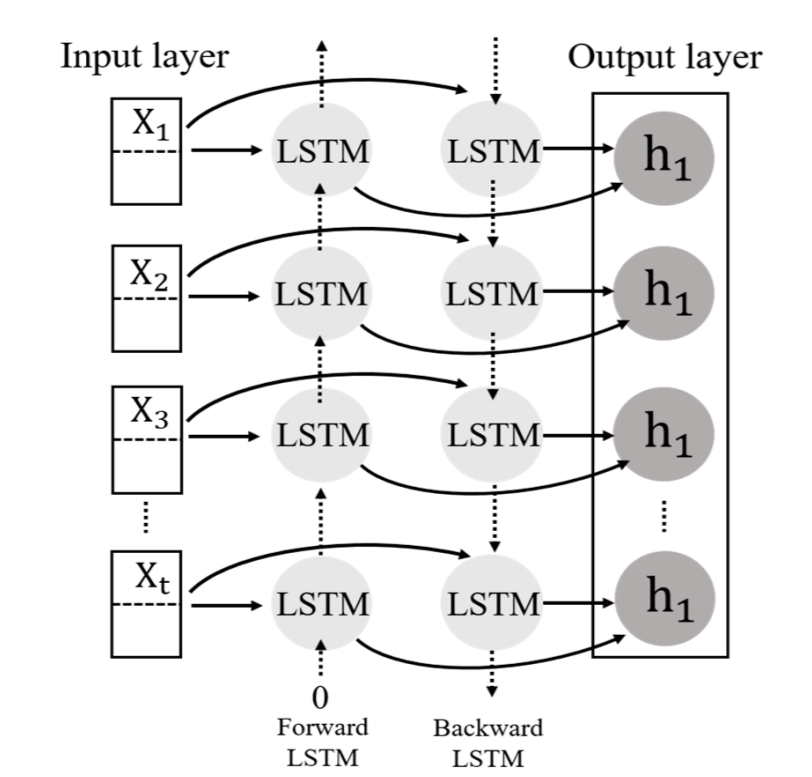 Input layer
Output layer
X₁
LSTM
LSTM
h₁
X₂
LSTM
LSTM
h₁
X₃
LSTM
LSTM
h₁
Xₜ
LSTM
LSTM
h₁
0
Forward
LSTM
Backward
LSTM